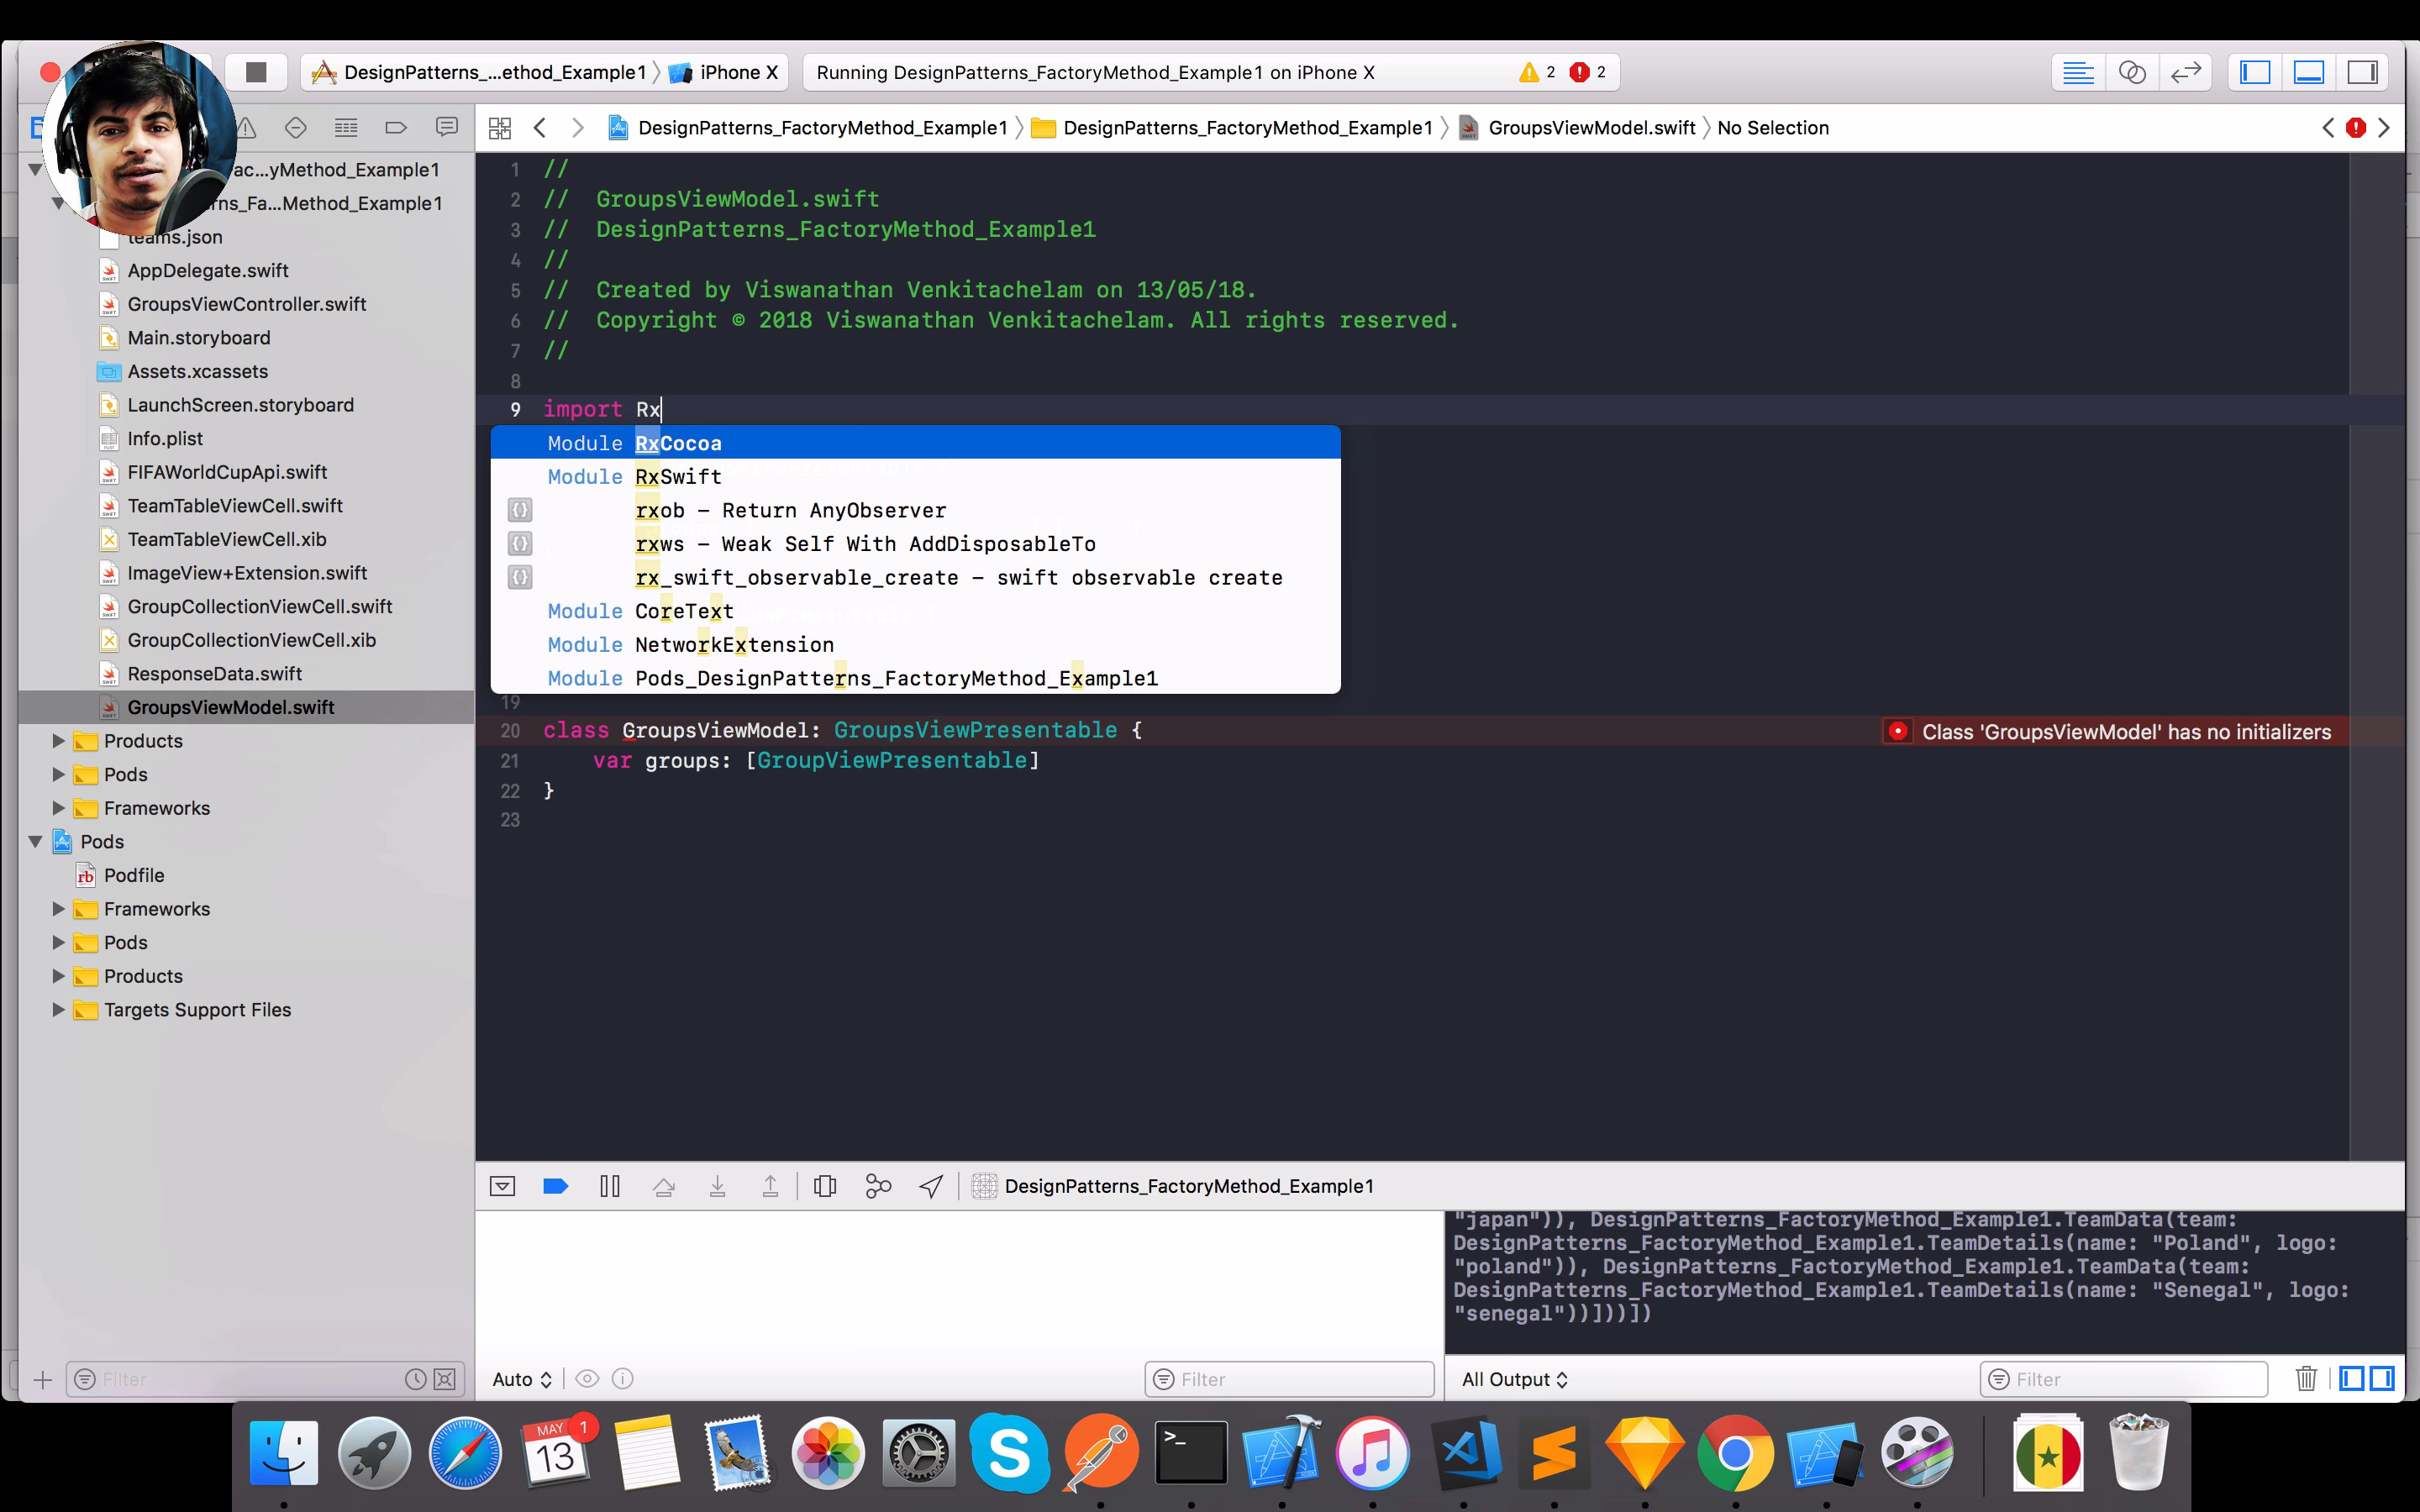 DesignPatterns_...ethod_Example1 〉 iPhone X
Running DesignPatterns_FactoryMethod_Example1 on iPhone X
2
2
DesignPatterns_FactoryMethod_Example1 〉 DesignPatterns_FactoryMethod_Example1 〉 GroupsViewModel.swift 〉 No Selection
ac...yMethod_Example1
rns_Fa...Method_Example1
teams.json
AppDelegate.swift
GroupsViewController.swift
Main.storyboard
Assets.xcassets
LaunchScreen.storyboard
Info.plist
FIFAWorldCupApi.swift
TeamTableViewCell.swift
TeamTableViewCell.xib
ImageView+Extension.swift
GroupCollectionViewCell.swift
GroupCollectionViewCell.xib
ResponseData.swift
GroupsViewModel.swift
Products
Pods
Frameworks
Pods
Podfile
Frameworks
Pods
Products
Targets Support Files
Filter
1 //
2 //  GroupsViewModel.swift
3 //  DesignPatterns_FactoryMethod_Example1
4 //
5 //  Created by Viswanathan Venkitachelam on 13/05/18.
6 //  Copyright © 2018 Viswanathan Venkitachelam. All rights reserved.
7 //
8
9 import Rx
Module RxCocoa
Module RxSwift
rxob – Return AnyObserver
rxws – Weak Self With AddDisposableTo
rx_swift_observable_create – swift observable create
Module CoreText
Module NetworkExtension
Module Pods_DesignPatterns_FactoryMethod_Example1
19
20 class GroupsViewModel: GroupsViewPresentable {
Class 'GroupsViewModel' has no initializers
21     var groups: [GroupViewPresentable]
22 }
23
DesignPatterns_FactoryMethod_Example1
"japan")), DesignPatterns_FactoryMethod_Example1.TeamData(team:
DesignPatterns_FactoryMethod_Example1.TeamDetails(name: "Poland", logo:
"poland")), DesignPatterns_FactoryMethod_Example1.TeamData(team:
DesignPatterns_FactoryMethod_Example1.TeamDetails(name: "Senegal", logo:
"senegal"))]))])
Auto
Filter
All Output
Filter
MAY
13
1